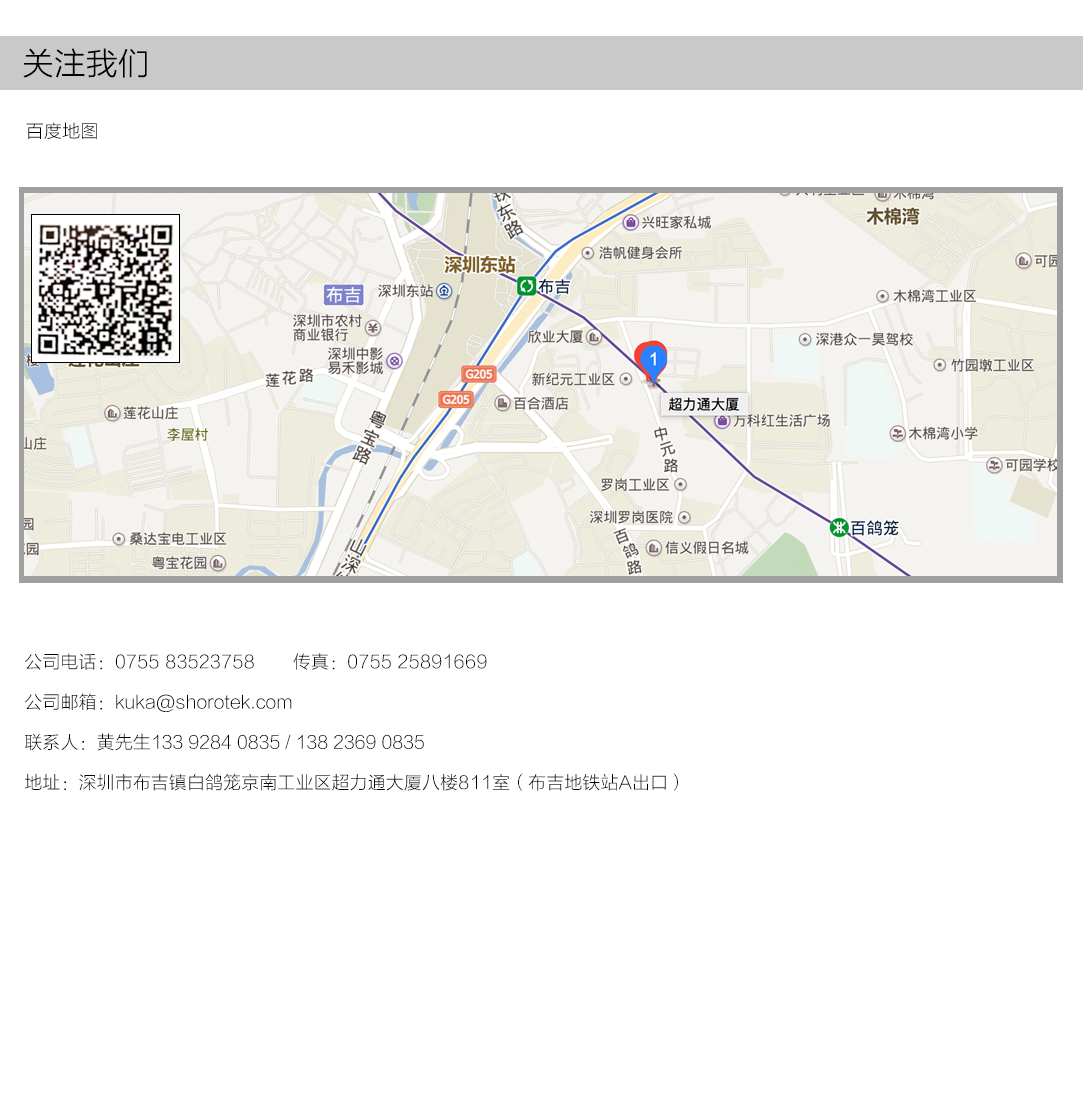 关注我们
百度地图
木棉湾
铁东路
兴旺家私城
木棉湾
浩帆健身会所
深圳东站
可园
布吉
深圳东站
布吉
木棉湾工业区
深圳市农村
商业银行
欣业大厦
深港众一昊驾校
深圳中影
易禾影城
1
竹园墩工业区
莲花路
G205
新纪元工业区
G205
百合酒店
超力通大厦
莲花山庄
万科红生活广场
李屋村
粤宝路
中元路
木棉湾小学
山庄
可园学校
罗岗工业区
深圳罗岗医院
百鸽笼
园
桑达宝电工业区
百鸽路
信义假日名城
园
粤宝花园
公司电话：0755 83523758 传真：0755 25891669
公司邮箱：kuka@shorotek.com
联系人：黄先生133 9284 0835 / 138 2369 0835
地址：深圳市布吉镇白鸽笼京南工业区超力通大厦八楼811室（布吉地铁站A出口）